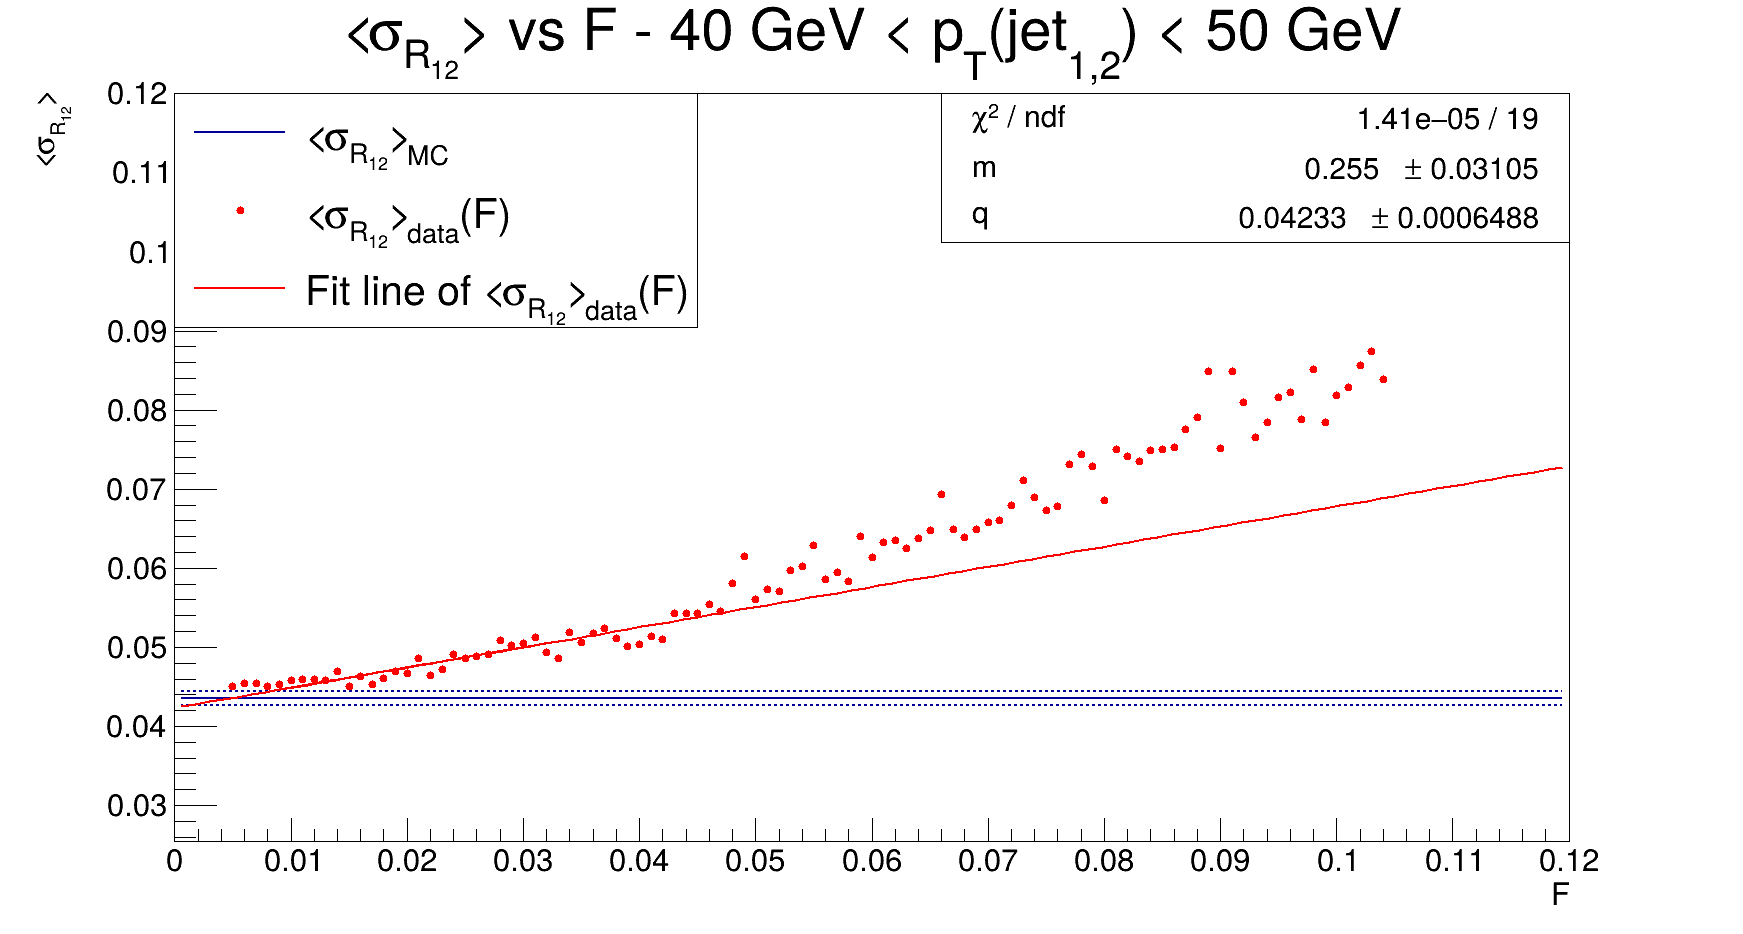 <σR12> vs F - 40 GeV < pT(jet1,2) < 50 GeV
<σR12>
0.12
0.11
0.1
0.09
0.08
0.07
0.06
0.05
0.04
0.03
<σR12>MC
<σR12>data(F)
Fit line of <σR12>data(F)
χ2 / ndf 1.41e–05 / 19
m 0.255 ± 0.03105
q 0.04233 ± 0.0006488
0 0.01 0.02 0.03 0.04 0.05 0.06 0.07 0.08 0.09 0.1 0.11 0.12
F